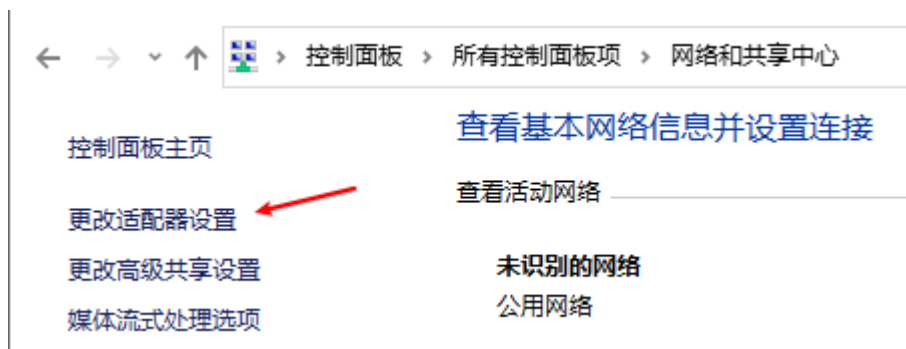 控制面板 › 所有控制面板项 › 网络和共享中心
控制面板主页
更改适配器设置
更改高级共享设置
媒体流式处理选项
查看基本网络信息并设置连接
查看活动网络
未识别的网络
公用网络